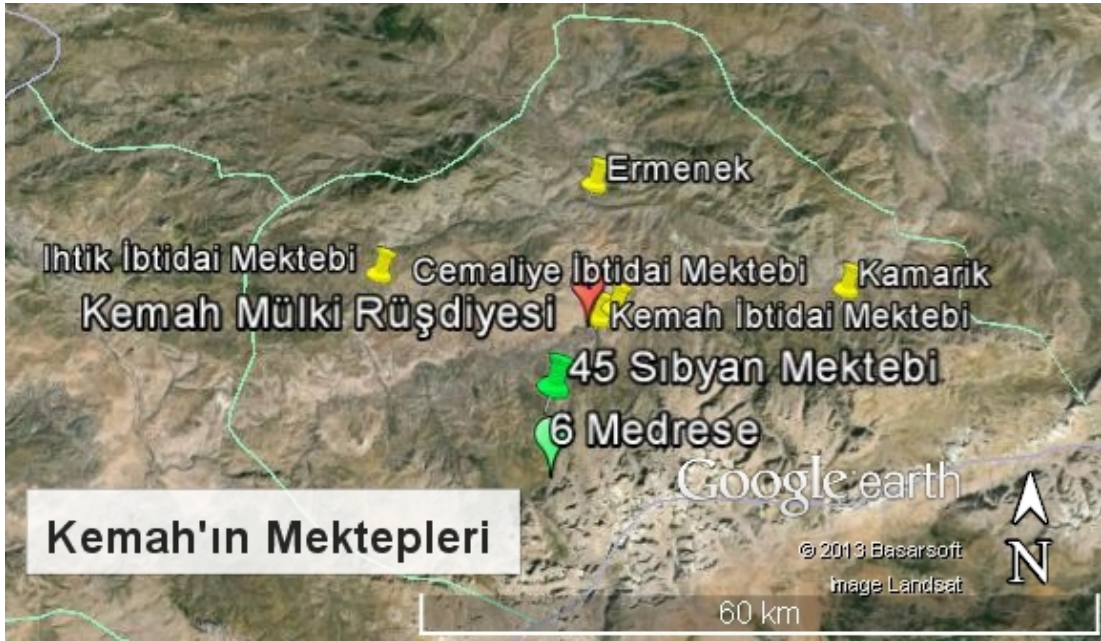 Ermenek
Ihtik İbtidai Mektebi
Cemaliye İbtidai Mektebi
Kamarik
Kemah Mülki Rüşdiyesi
Kemah İbtidai Mektebi
45 Sıbyan Mektebi
6 Medrese
Google earth
Kemah'ın Mektepleri
© 2013 Basarsoft
Image Landsat
N
60 km